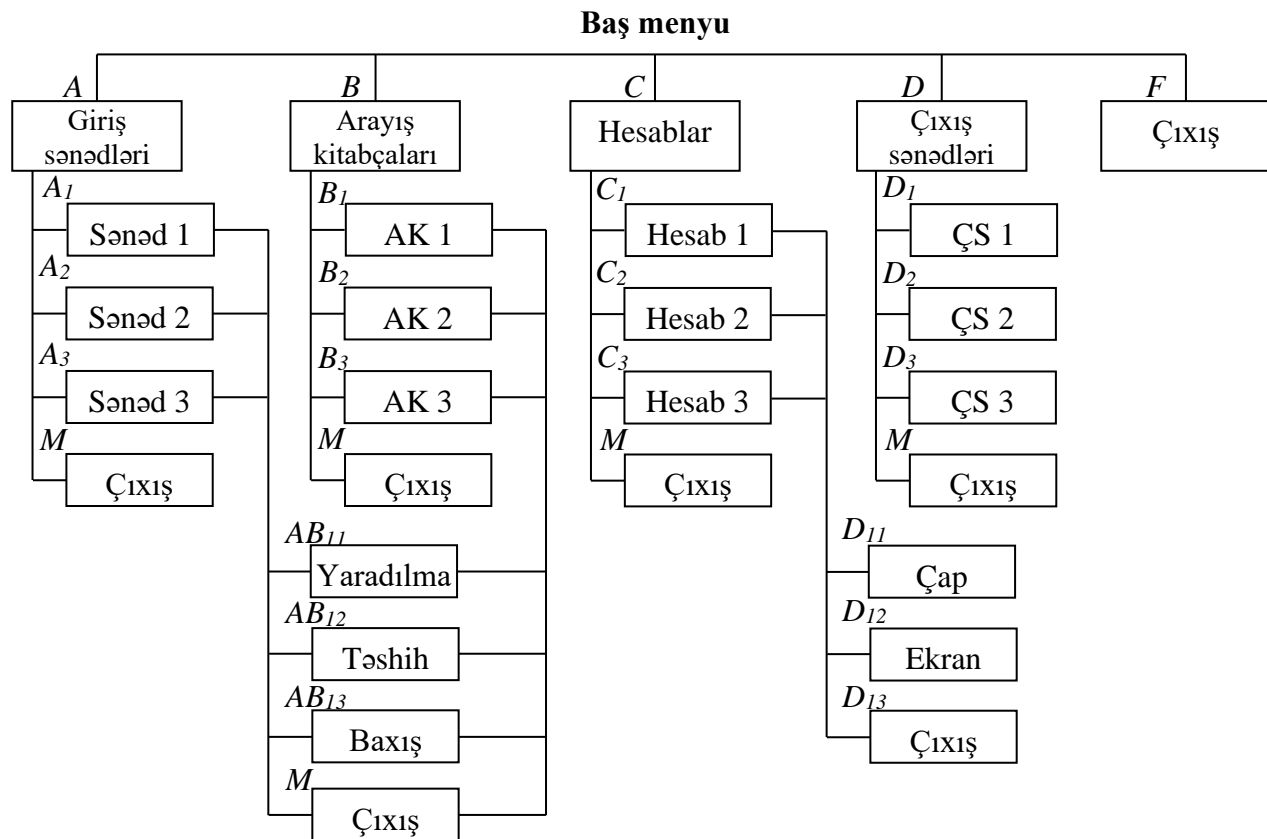 Baş menyu
A
B
C
D
F
Giriş
sənədləri
Arayış
kitabçaları
Hesablar
Çıxış
sənədləri
Çıxış
A1
B1
C1
D1
Sənəd 1
AK 1
Hesab 1
ÇS 1
A2
B2
C2
D2
Sənəd 2
AK 2
Hesab 2
ÇS 2
A3
B3
C3
D3
Sənəd 3
AK 3
Hesab 3
ÇS 3
M
M
M
M
Çıxış
Çıxış
Çıxış
Çıxış
AB11
D11
Yaradılma
Çap
AB12
D12
Təshih
Ekran
AB13
D13
Baxış
Çıxış
M
Çıxış